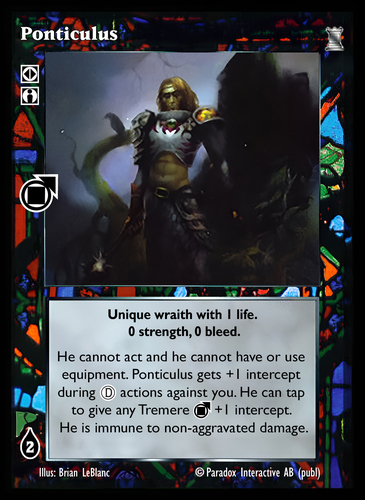 Ponticulus
Unique wraith with 1 life.
0 strength, 0 bleed.
He cannot act and he cannot have or use
equipment. Ponticulus gets +1 intercept
during Ⓓ actions against you. He can tap
to give any Tremere +1 intercept.
He is immune to non-aggravated damage.
2
Illus: Brian LeBlanc
© Paradox Interactive AB (publ)